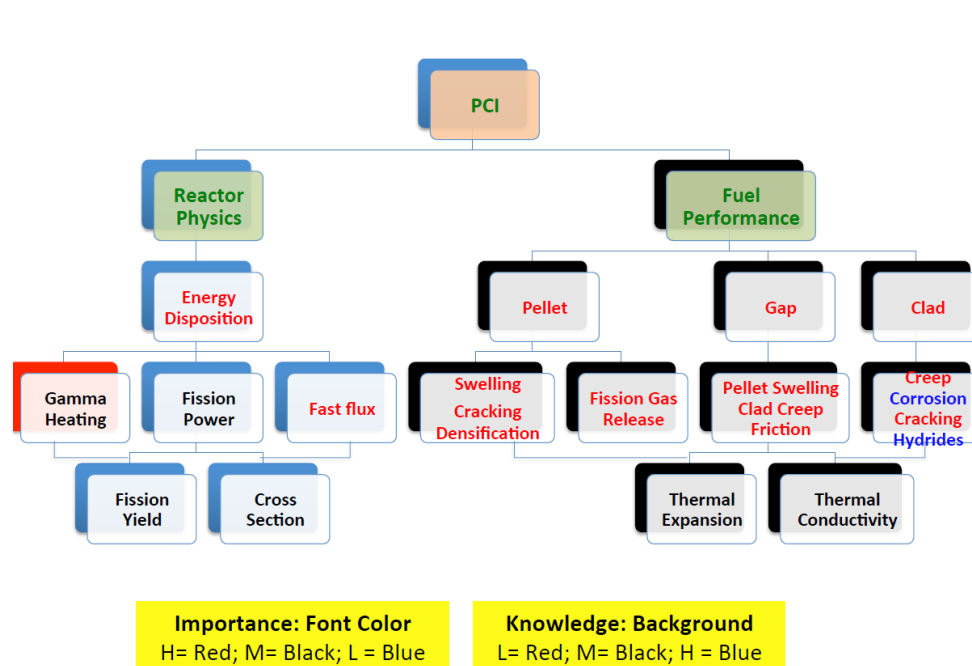 PCI
Reactor
Physics
Fuel
Performance
Energy
Disposition
Pellet
Gap
Clad
Gamma
Heating
Fission
Power
Fast flux
Swelling
Cracking
Densification
Fission Gas
Release
Pellet Swelling
Clad Creep
Friction
Creep
Corrosion
Cracking
Hydrides
Fission
Yield
Cross
Section
Thermal
Expansion
Thermal
Conductivity
Importance: Font Color
H= Red; M= Black; L = Blue
Knowledge: Background
L= Red; M= Black; H = Blue